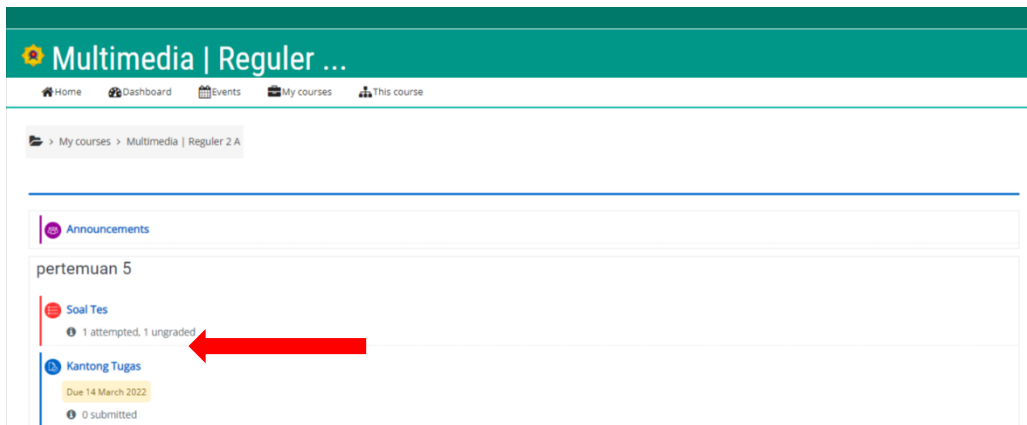 Multimedia | Reguler ...
Home Dashboard Events My courses This course
> My courses > Multimedia | Reguler 2 A
Announcements
pertemuan 5
Soal Tes
1 attempted, 1 ungraded
Kantong Tugas
Due 14 March 2022
0 submitted